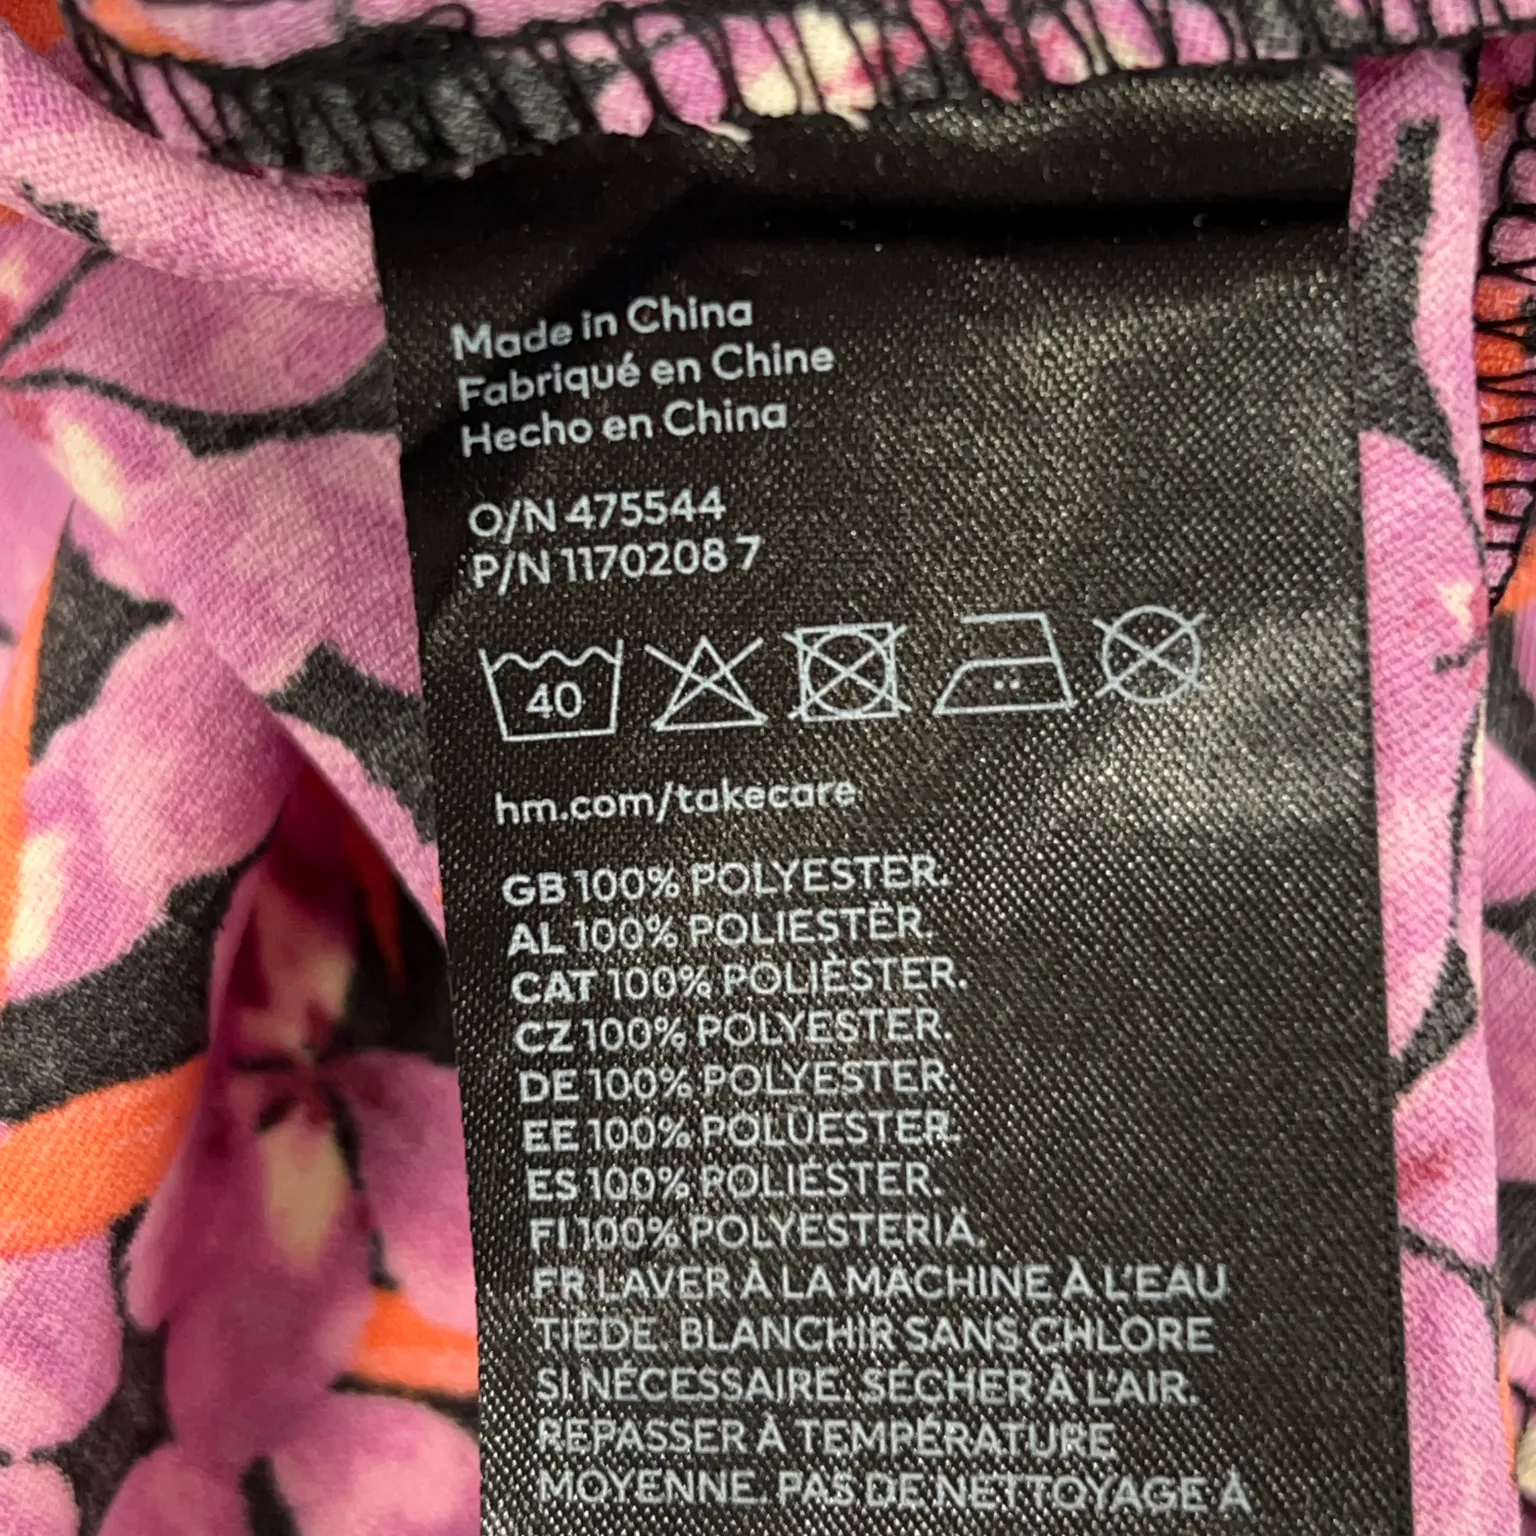 Made in China
Fabriqué en Chine
Hecho en China
O/N 475544
P/N 1170208 7
40
hm.com/takecare
GB 100% POLYESTER.
AL 100% POLIESTËR.
CAT 100% POLIÈSTER.
CZ 100% POLYESTER.
DE 100% POLYESTER.
EE 100% POLÜESTER.
ES 100% POLIÉSTER.
FI 100% POLYESTERIÄ.
FR LAVER À LA MACHINE À L'EAU
TIÈDE. BLANCHIR SANS CHLORE
SI NÉCESSAIRE. SÉCHER À L'AIR.
REPASSER À TEMPÉRATURE
MOYENNE. PAS DE NETTOYAGE À